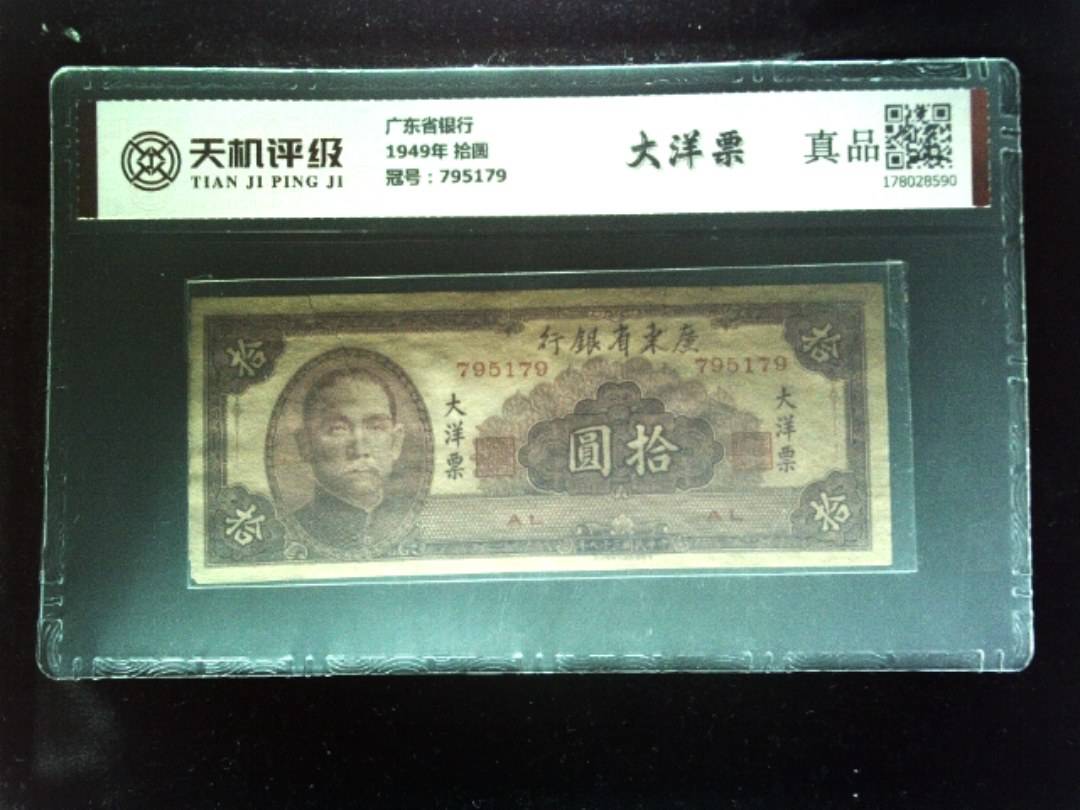 天机评级
TIAN JI PING JI
广东省银行
1949年 拾圆
冠号：795179
大洋票
真品
178028590
行銀省東廣
拾
拾
795179
795179
大洋票
大洋票
圓拾
拾
拾
AL
AL